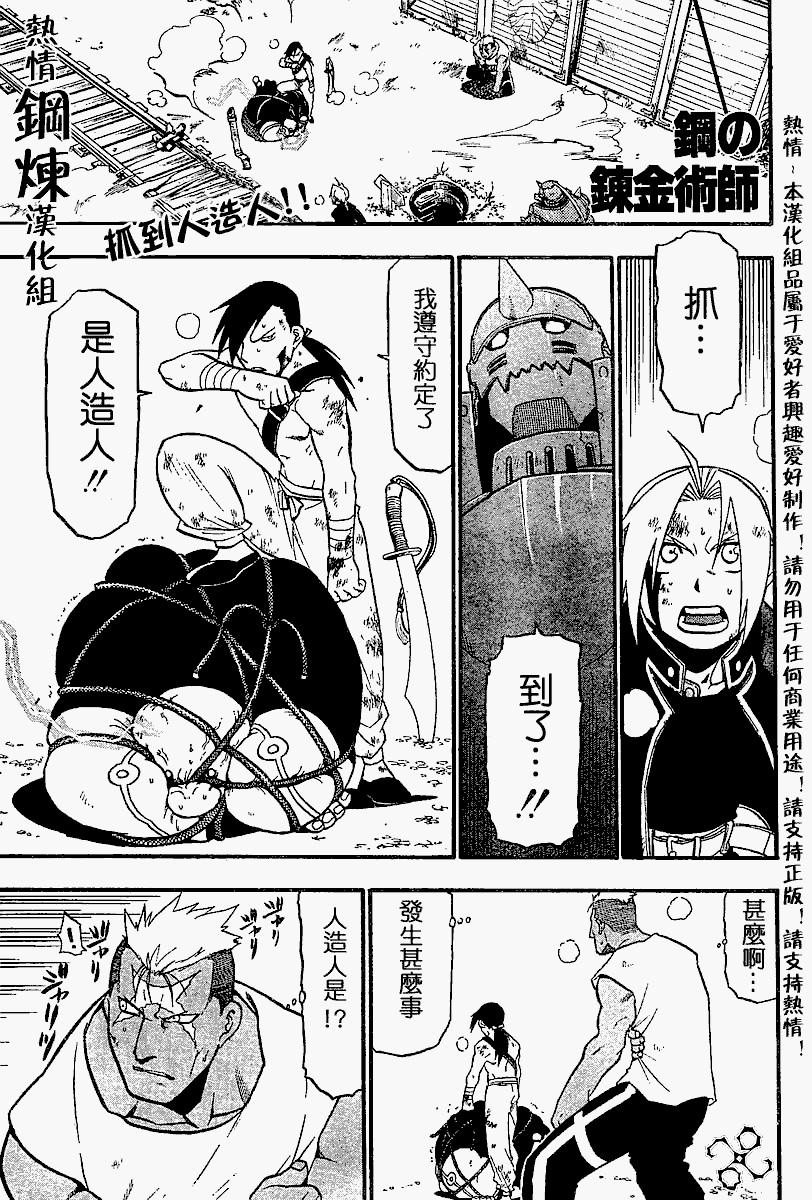 鋼の
錬金術師
抓到人造人!!
熱情鋼煉漢化組
熱情~本漢化組品屬于愛好者興趣愛好制作!請勿用于任何商業用途!請支持正版!請支持熱情!
抓…
到了…!!
我遵守約定了
是人造人!!
甚麼啊…
發生甚麼事
人造人是!?
ジャリ
ジャリ
!